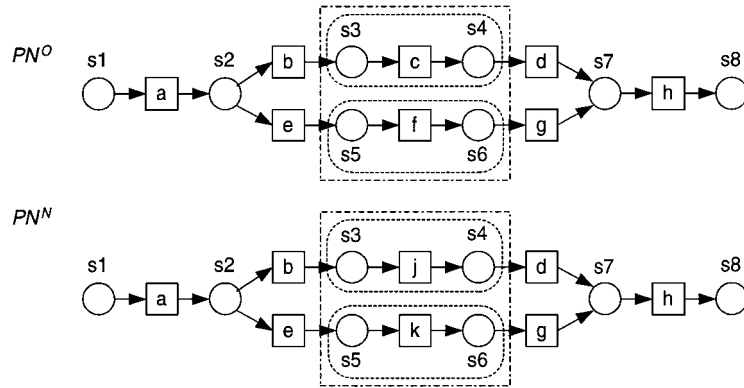 s3 s4
PN^O s1 s2 b c d s7 s8
a h
e f g
s5 s6
PN^N
s3 s4
s1 s2 b j d s7 s8
a h
e k g
s5 s6